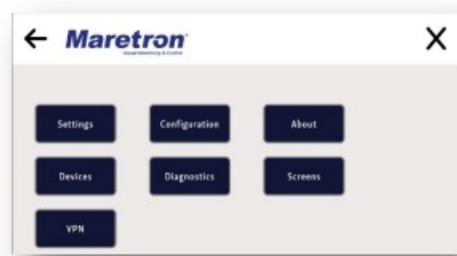 Maretron
Settings Configuration About
Devices Diagnostics Screens
VPN